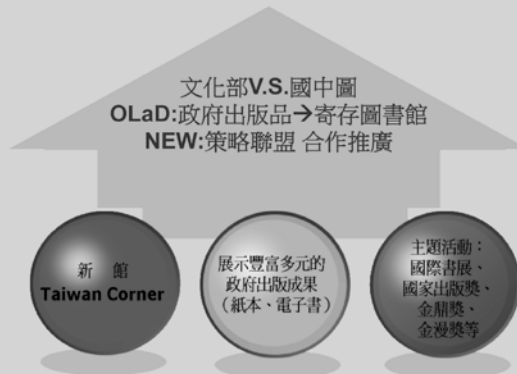 文化部V.S.國中圖
OLaD:政府出版品→寄存圖書館
NEW:策略聯盟 合作推廣
新 館
Taiwan Corner
展示豐富多元的
政府出版成果
（紙本、電子書）
主題活動：
國際書展、
國家出版獎、
金鼎獎、
金漫獎等